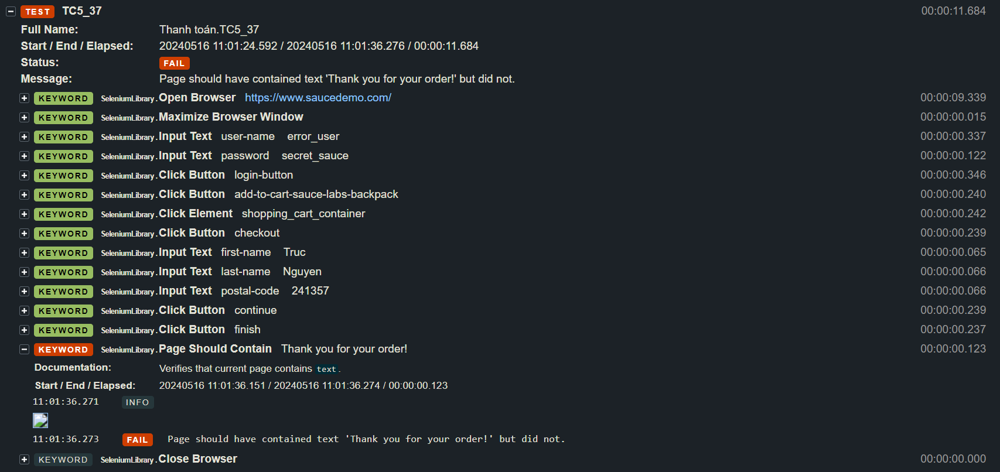 TEST TC5_37 00:00:11.684
Full Name: Thanh toán.TC5_37
Start / End / Elapsed: 20240516 11:01:24.592 / 20240516 11:01:36.276 / 00:00:11.684
Status: FAIL
Message: Page should have contained text 'Thank you for your order!' but did not.
KEYWORD SeleniumLibrary.Open Browser https://www.saucedemo.com/ 00:00:09.339
KEYWORD SeleniumLibrary.Maximize Browser Window 00:00:00.015
KEYWORD SeleniumLibrary.Input Text user-name error_user 00:00:00.337
KEYWORD SeleniumLibrary.Input Text password secret_sauce 00:00:00.122
KEYWORD SeleniumLibrary.Click Button login-button 00:00:00.346
KEYWORD SeleniumLibrary.Click Button add-to-cart-sauce-labs-backpack 00:00:00.240
KEYWORD SeleniumLibrary.Click Element shopping_cart_container 00:00:00.242
KEYWORD SeleniumLibrary.Click Button checkout 00:00:00.239
KEYWORD SeleniumLibrary.Input Text first-name Truc 00:00:00.065
KEYWORD SeleniumLibrary.Input Text last-name Nguyen 00:00:00.066
KEYWORD SeleniumLibrary.Input Text postal-code 241357 00:00:00.066
KEYWORD SeleniumLibrary.Click Button continue 00:00:00.239
KEYWORD SeleniumLibrary.Click Button finish 00:00:00.237
KEYWORD SeleniumLibrary.Page Should Contain Thank you for your order! 00:00:00.123
Documentation: Verifies that current page contains text.
Start / End / Elapsed: 20240516 11:01:36.151 / 20240516 11:01:36.274 / 00:00:00.123
11:01:36.271 INFO
11:01:36.273 FAIL Page should have contained text 'Thank you for your order!' but did not.
KEYWORD SeleniumLibrary.Close Browser 00:00:00.000